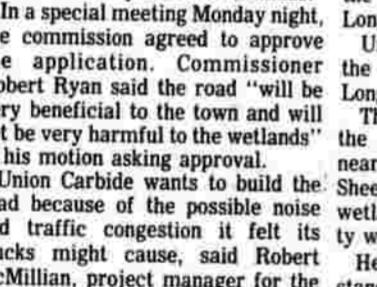 In a special meeting Monday night,
e commission agreed to approve
e application. Commissioner
obert Ryan said the road "will be
ry beneficial to the town and will
t be very harmful to the wetlands"
his motion asking approval.
Union Carbide wants to build the
ad because of the possible noise
d traffic congestion it felt its
ucks might cause, said Robert
cMillian, project manager for the
Lon
U
the
Long
Th
the
near
Shee
wetl
ty w
He